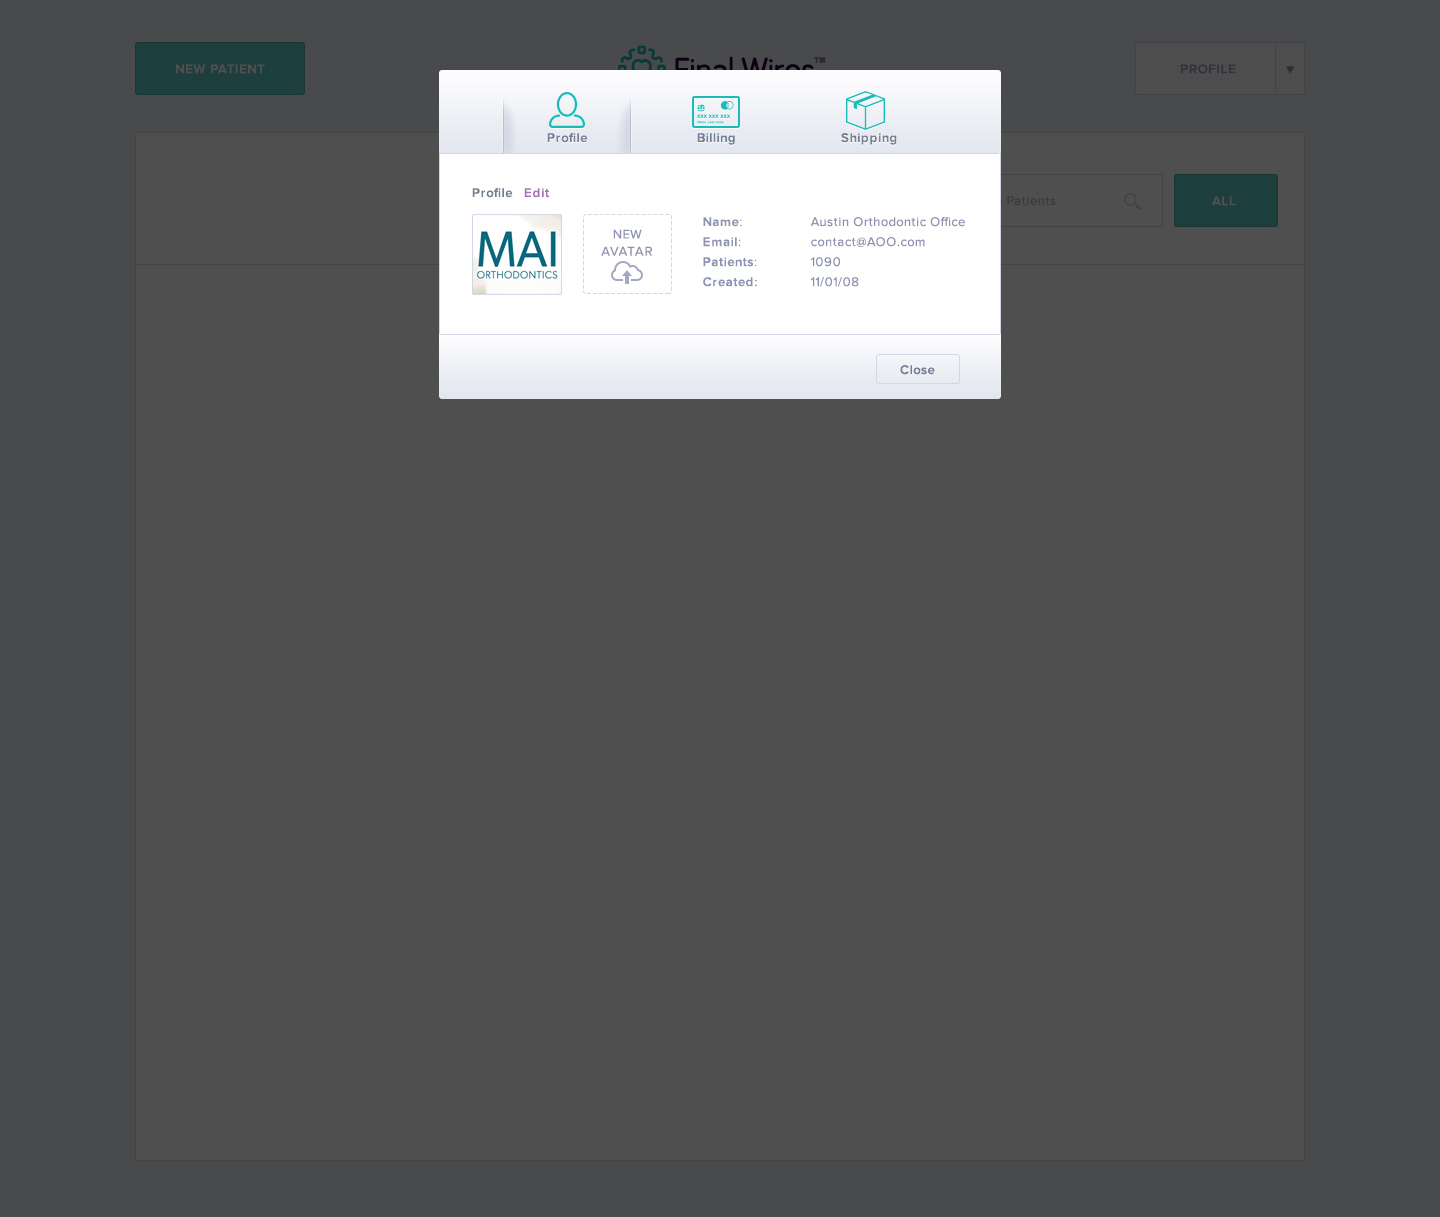 NEW PATIENT
Final Wires™
PROFILE
Profile
Billing
Shipping
XXX XXX XXX
Profile Edit
Patients
ALL
MAI
ORTHODONTICS
NEW
AVATAR
Name: Austin Orthodontic Office
Email: contact@AOO.com
Patients: 1090
Created: 11/01/08
Close